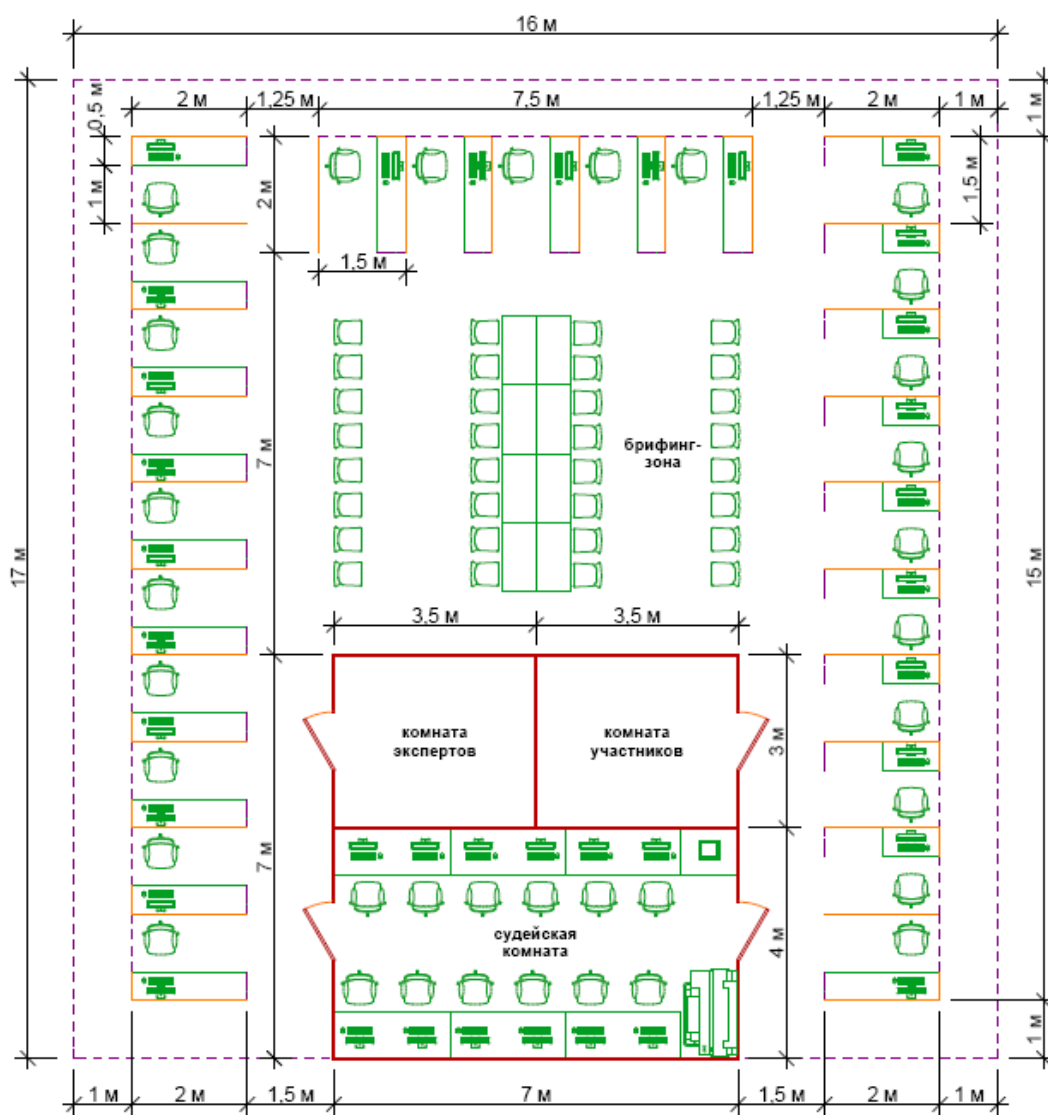 16 м
2 м
1,25 м
7,5 м
1,25 м
2 м
1 м
0,5 м
1 м
1 м
2 м
1,5 м
1,5 м
7 м
17 м
15 м
брифинг-
зона
3,5 м
3,5 м
комната
экспертов
комната
участников
3 м
7 м
судейская
комната
4 м
1 м
1 м
2 м
1,5 м
7 м
1,5 м
2 м
1 м